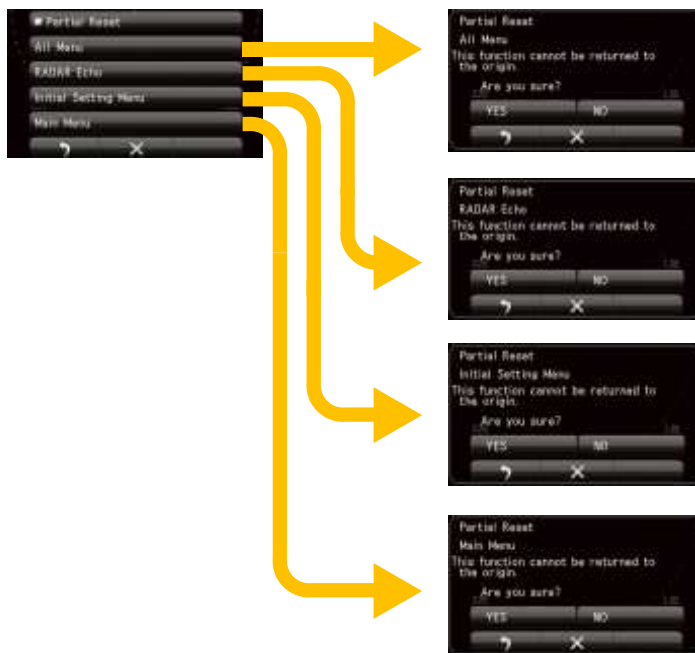 ■ Partial Reset
All Menu
RADAR Echo
Initial Setting Menu
Main Menu
Partial Reset
All Menu
This function cannot be returned to
the origin.
Are you sure?
YES NO
Partial Reset
RADAR Echo
This function cannot be returned to
the origin.
Are you sure?
YES NO
Partial Reset
Initial Setting Menu
This function cannot be returned to
the origin.
Are you sure?
YES NO
Partial Reset
Main Menu
This function cannot be returned to
the origin.
Are you sure?
YES NO